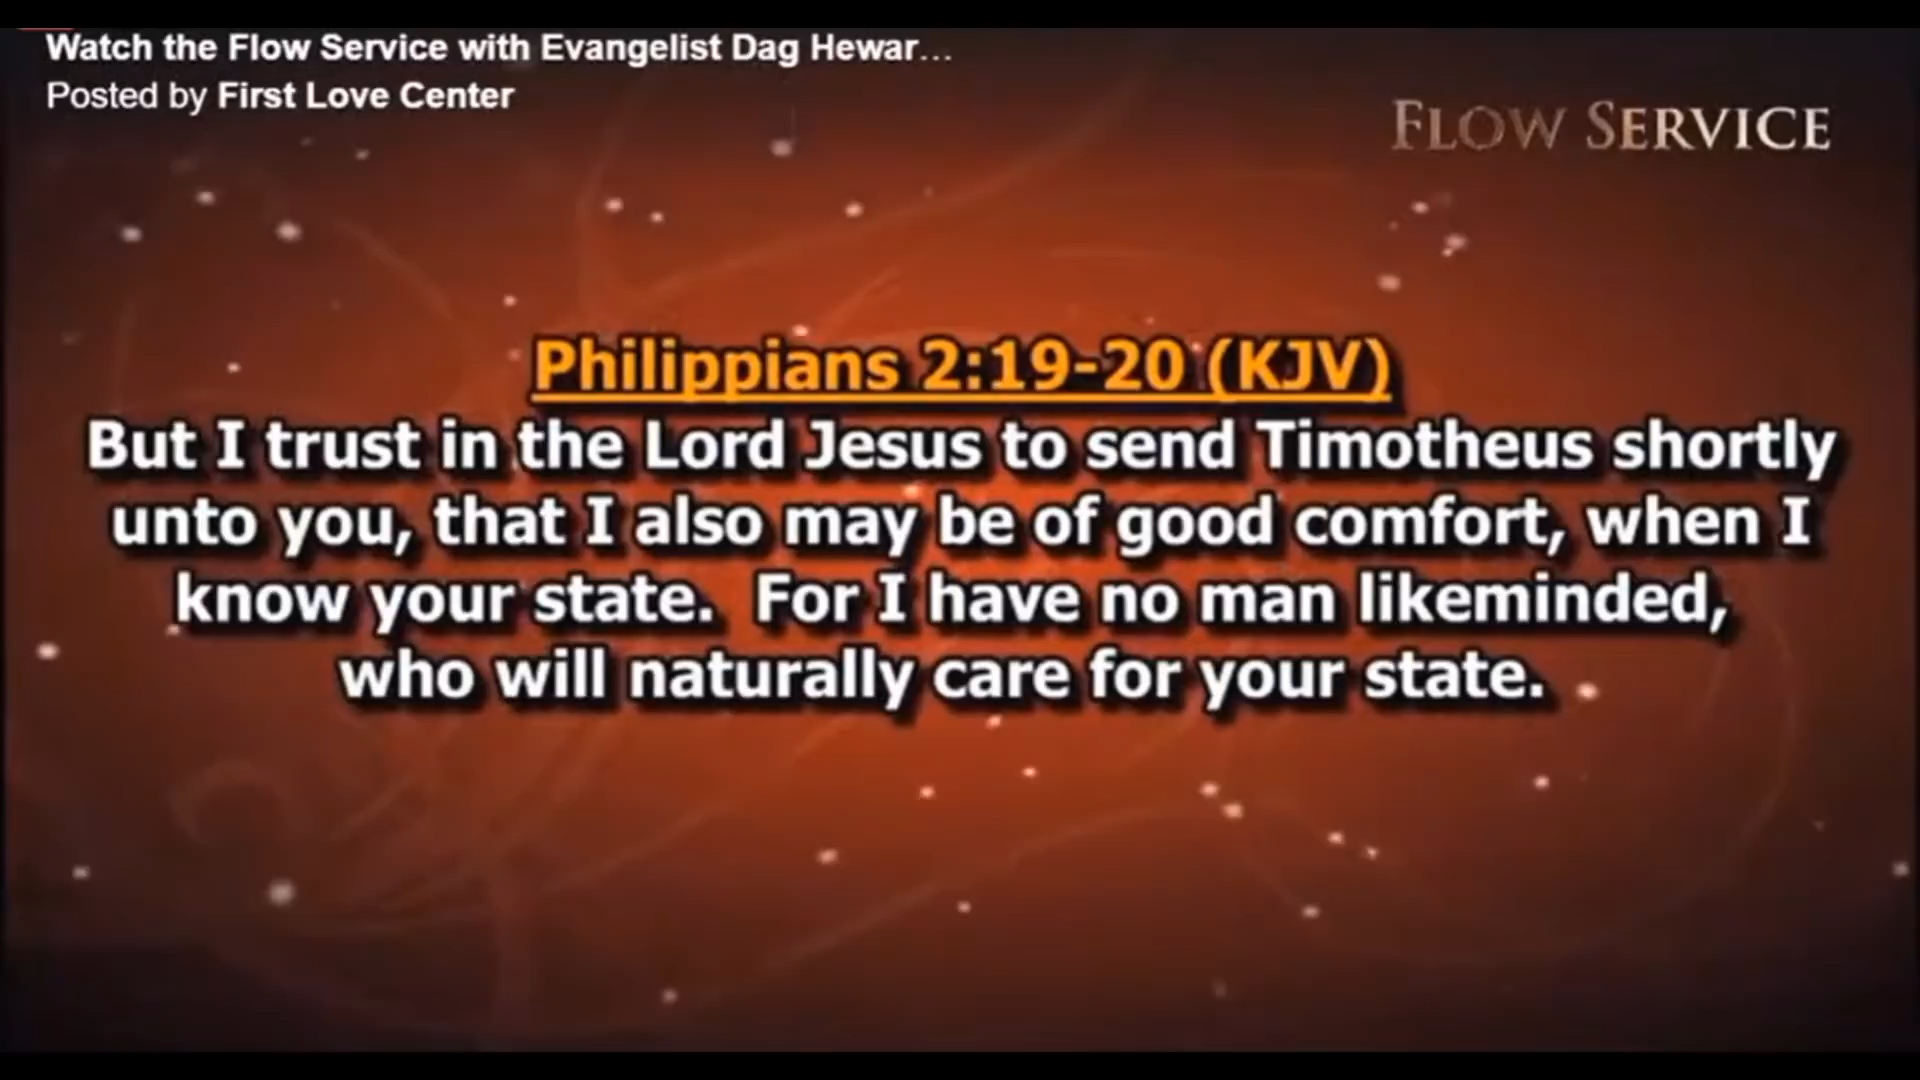 Watch the Flow Service with Evangelist Dag Hewar...
Posted by First Love Center
FLOW SERVICE
Philippians 2:19-20 (KJV)
But I trust in the Lord Jesus to send Timotheus shortly
unto you, that I also may be of good comfort, when I
know your state.  For I have no man likeminded,
who will naturally care for your state.